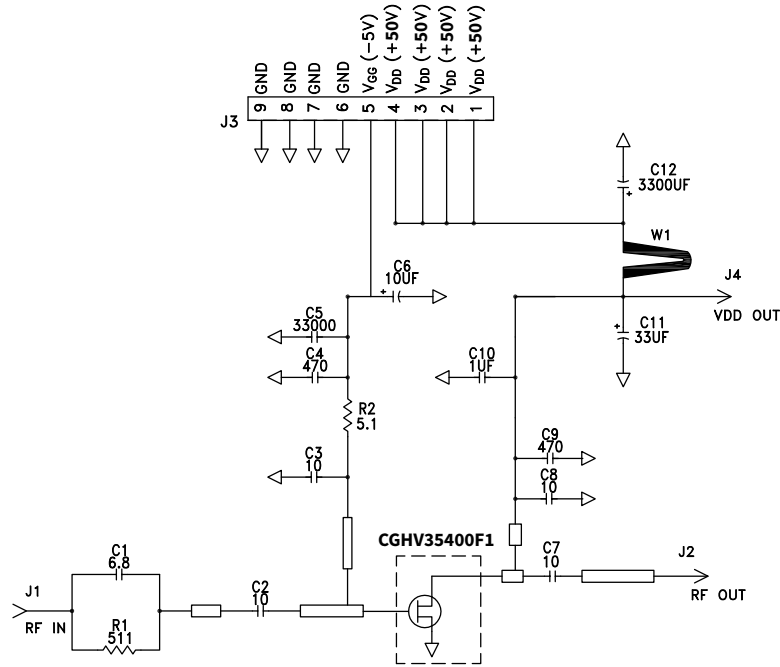 9 GND
8 GND
7 GND
6 GND
5 VGG (-5V)
4 VDD (+50V)
3 VDD (+50V)
2 VDD (+50V)
1 VDD (+50V)
J3
C12
3300UF
+
W1
J4
VDD OUT
C6
10UF
+
C5
33000
C11
33UF
+
C4
470
C10
1UF
R2
5.1
C9
470
C3
10
C8
10
CGHV35400F1
C1
6.8
C7
10
J2
RF OUT
J1
RF IN
C2
10
R1
511